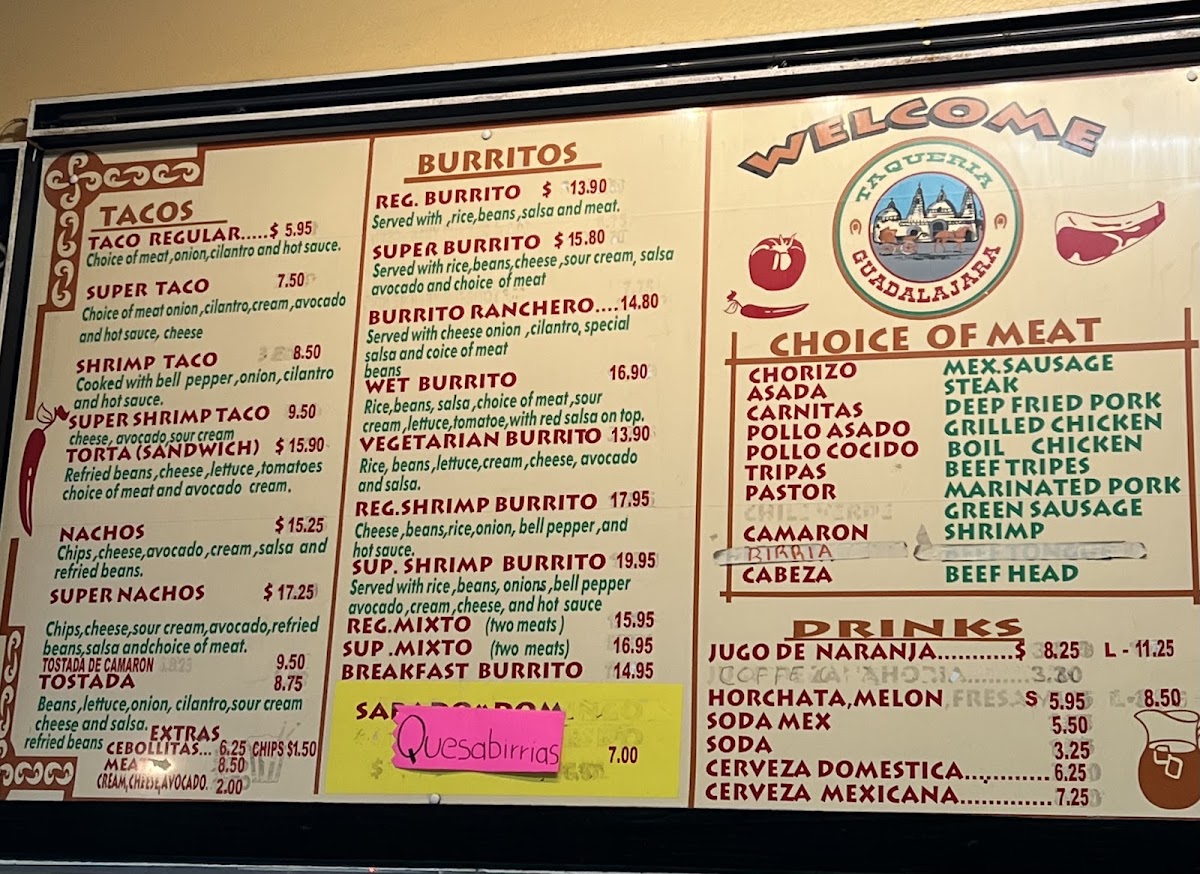 TACOS
TACO REGULAR.....$ 5.95
Choice of meat,onion,cilantro and hot sauce.
SUPER TACO 7.50
Choice of meat onion,cilantro,cream,avocado
and hot sauce, cheese
SHRIMP TACO 8.50
Cooked with bell pepper,onion,cilantro
and hot sauce.
SUPER SHRIMP TACO 9.50
cheese, avocado,sour cream
TORTA (SANDWICH) $ 15.90
Refried beans,cheese,lettuce,tomatoes
choice of meat and avocado cream.
NACHOS $ 15.25
Chips,cheese,avocado,cream,salsa and
refried beans.
SUPER NACHOS $ 17.25
Chips,cheese,sour cream,avocado,refried
beans,salsa andchoice of meat.
TOSTADA DE CAMARON 9.50
TOSTADA 8.75
Beans,lettuce,onion, cilantro,sour cream
cheese and salsa.
refried beans
EXTRAS
CEBOLLITAS... 6.25 CHIPS $1.50
MEAT 8.50
CREAM,CHEESE,AVOCADO. 2.00
BURRITOS
REG. BURRITO $ 13.90
Served with ,rice,beans,salsa and meat.
SUPER BURRITO $ 15.80
Served with rice,beans,cheese,sour cream, salsa
avocado and choice of meat
BURRITO RANCHERO....14.80
Served with cheese onion ,cilantro, special
salsa and coice of meat
beans
WET BURRITO 16.90
Rice,beans, salsa ,choice of meat ,sour
cream ,lettuce,tomatoe,with red salsa on top.
VEGETARIAN BURRITO 13.90
Rice, beans ,lettuce,cream ,cheese, avocado
and salsa.
REG.SHRIMP BURRITO 17.95
Cheese ,beans,rice,onion, bell pepper ,and
hot sauce.
SUP. SHRIMP BURRITO 19.95
Served with rice ,beans, onions ,bell pepper
avocado,cream,cheese, and hot sauce
REG.MIXTO (two meats) 15.95
SUP .MIXTO (two meats) 16.95
BREAKFAST BURRITO 14.95
Quesabirrias 7.00
WELCOME
TAQUERIA
GUADALAJARA
CHOICE OF MEAT
CHORIZO MEX.SAUSAGE
ASADA STEAK
CARNITAS DEEP FRIED PORK
POLLO ASADO GRILLED CHICKEN
POLLO COCIDO BOIL CHICKEN
TRIPAS BEEF TRIPES
PASTOR MARINATED PORK
CHILE VERDE GREEN SAUSAGE
CAMARON SHRIMP
BIRRIA
CABEZA BEEF HEAD
DRINKS
JUGO DE NARANJA...........$ 8.25 L - 11.25
COFFE 3.30
HORCHATA,MELON,FRESA $ 5.95 8.50
SODA MEX 5.50
SODA 3.25
CERVEZA DOMESTICA............6.25
CERVEZA MEXICANA.............7.25